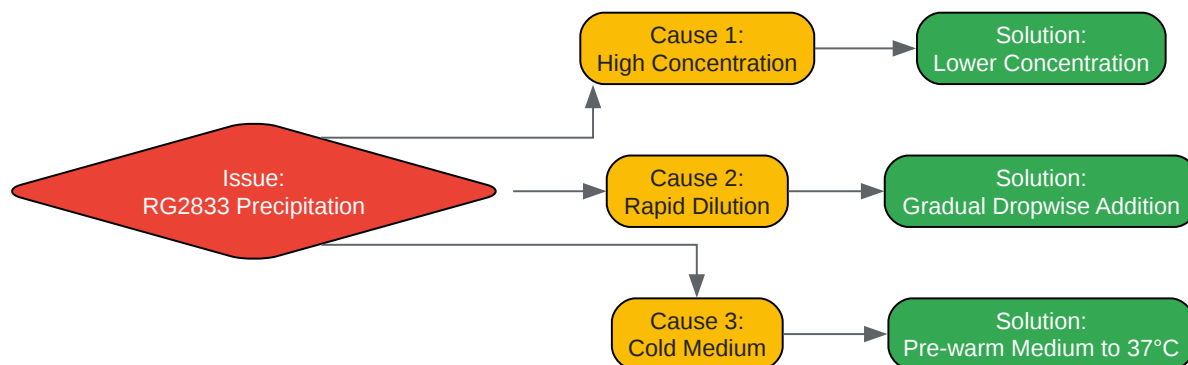 Issue:
RG2833 Precipitation
Cause 1:
High Concentration
Solution:
Lower Concentration
Cause 2:
Rapid Dilution
Solution:
Gradual Dropwise Addition
Cause 3:
Cold Medium
Solution:
Pre-warm Medium to 37°C